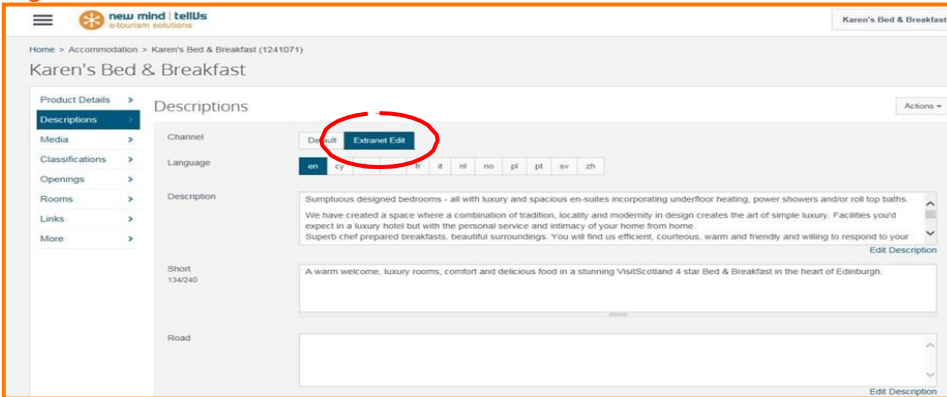 new mind | tellUs
e-tourism solutions
Karen's Bed & Breakfast
Home > Accommodation > Karen's Bed & Breakfast (1241071)
Karen's Bed & Breakfast
Product Details >
Descriptions >
Media >
Classifications >
Openings >
Rooms >
Links >
More >
Descriptions
Actions
Channel
Default Extranet Edit
Language
en cy fr it nl no pl pt sv zh
Description
Sumptuous designed bedrooms - all with luxury and spacious en-suites incorporating underfloor heating, power showers and/or roll top baths.
We have created a space where a combination of tradition, locality and modernity in design creates the art of simple luxury. Facilities you'd
expect in a luxury hotel but with the personal service and intimacy of your home from home.
Superb chef prepared breakfasts, beautiful surroundings. You will find us efficient, courteous, warm and friendly and willing to respond to your
Edit Description
Short
134/240
A warm welcome, luxury rooms, comfort and delicious food in a stunning VisitScotland 4 star Bed & Breakfast in the heart of Edinburgh.
Road
Edit Description